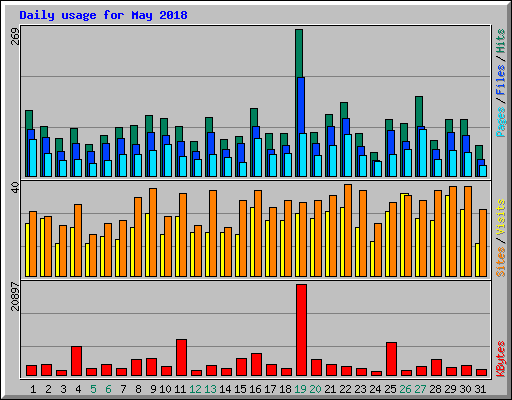 Daily usage for May 2018
269
Pages / Files / Hits
40
Sites / Visits
20897
KBytes
1 2 3 4 5 6 7 8 9 10 11 12 13 14 15 16 17 18 19 20 21 22 23 24 25 26 27 28 29 30 31